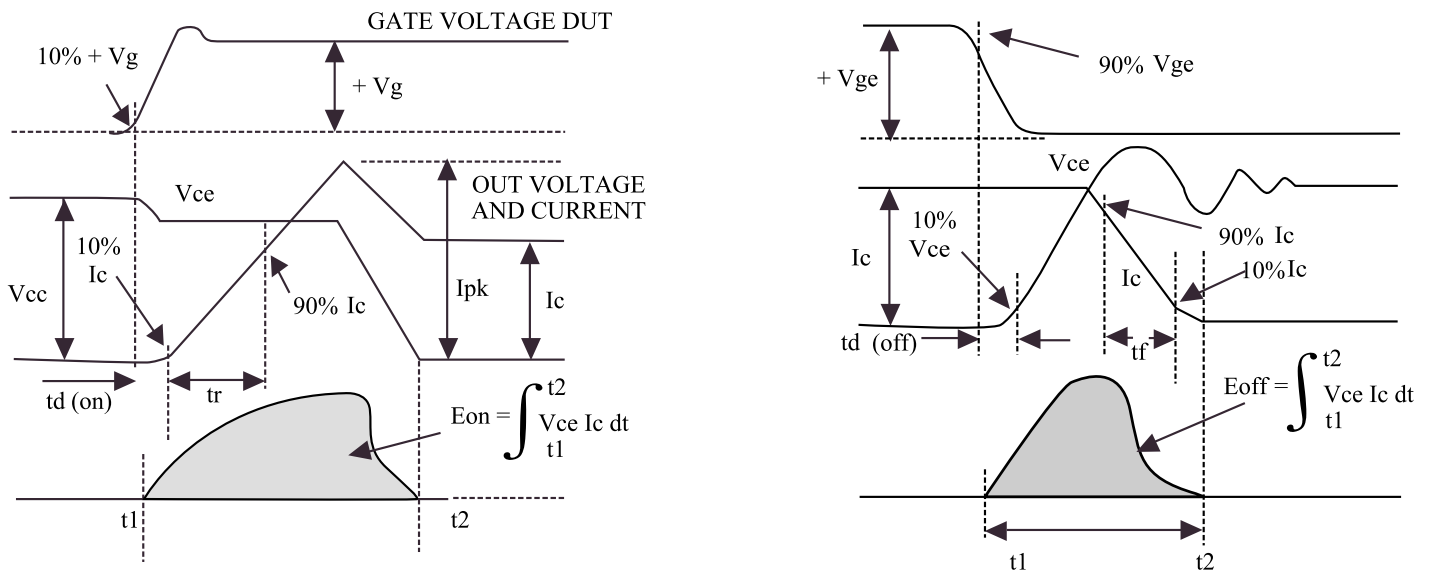 GATE VOLTAGE DUT
10% + Vg
+ Vg
Vce
OUT VOLTAGE
AND CURRENT
10%
Ic
Vcc
90% Ic
Ipk
Ic
td (on)
tr
Eon = ∫ t2
Vce Ic dt
t1
t1
t2
+ Vge
90% Vge
Vce
10%
Vce
Ic
90% Ic
10%Ic
Ic
td (off)
tf
Eoff = ∫ t2
Vce Ic dt
t1
t1
t2